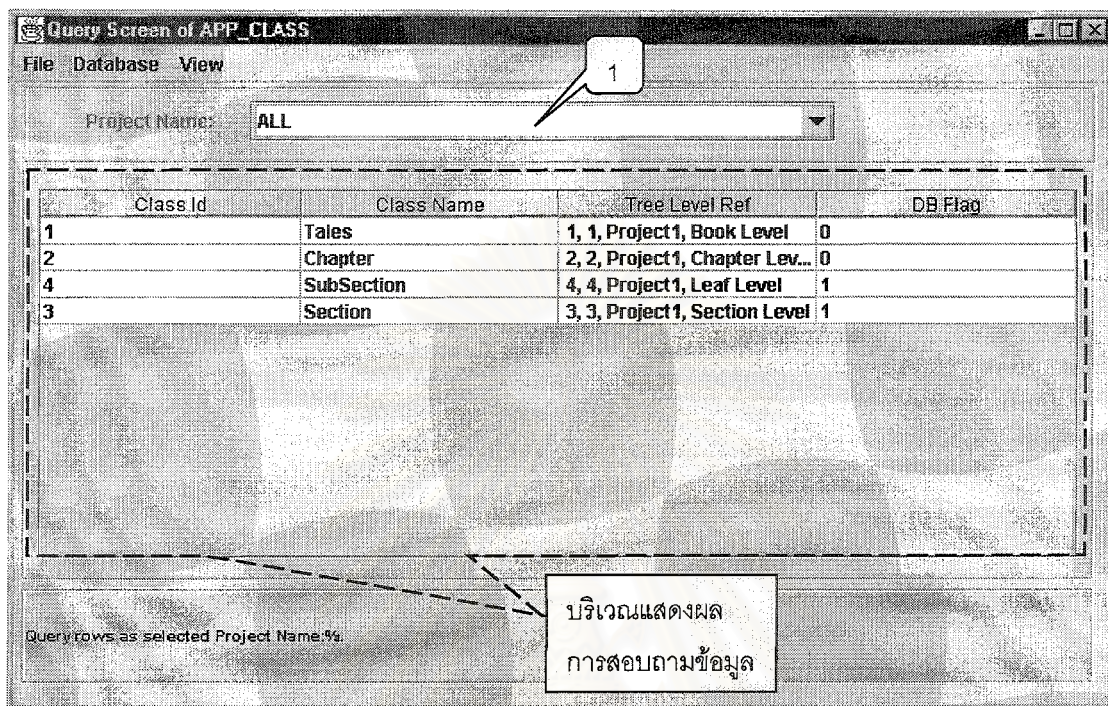 Query Screen of APP_CLASS
File Database View
1
Project Name: ALL
Class Id Class Name Tree Level Ref DB Flag
1 Tales 1, 1, Project1, Book Level 0
2 Chapter 2, 2, Project1, Chapter Lev... 0
4 SubSection 4, 4, Project1, Leaf Level 1
3 Section 3, 3, Project1, Section Level 1
บริเวณแสดงผล
การสอบถามข้อมูล
Query rows as selected Project Name:%.